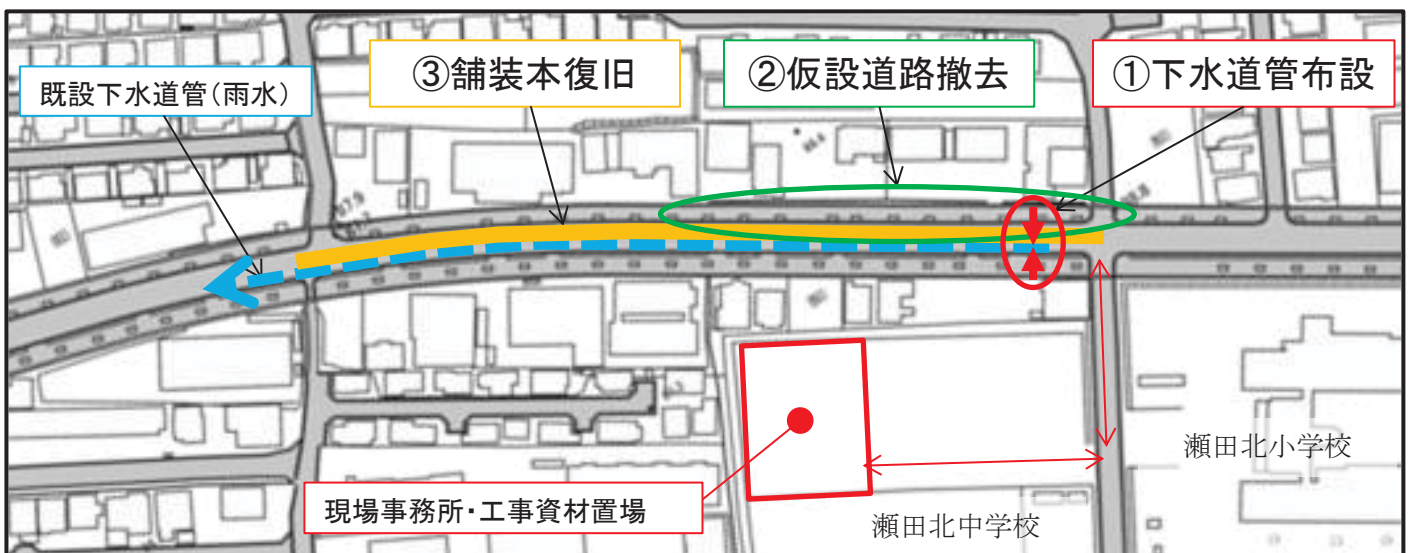 ③舗装本復旧
②仮設道路撤去
①下水道管布設
既設下水道管(雨水)
瀬田北小学校
現場事務所・工事資材置場
瀬田北中学校